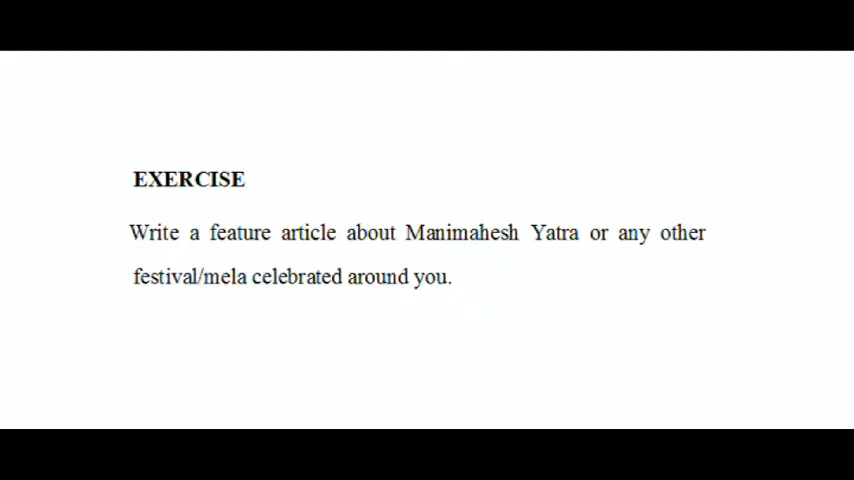 EXERCISE
Write a feature article about Manimahesh Yatra or any other
festival/mela celebrated around you.